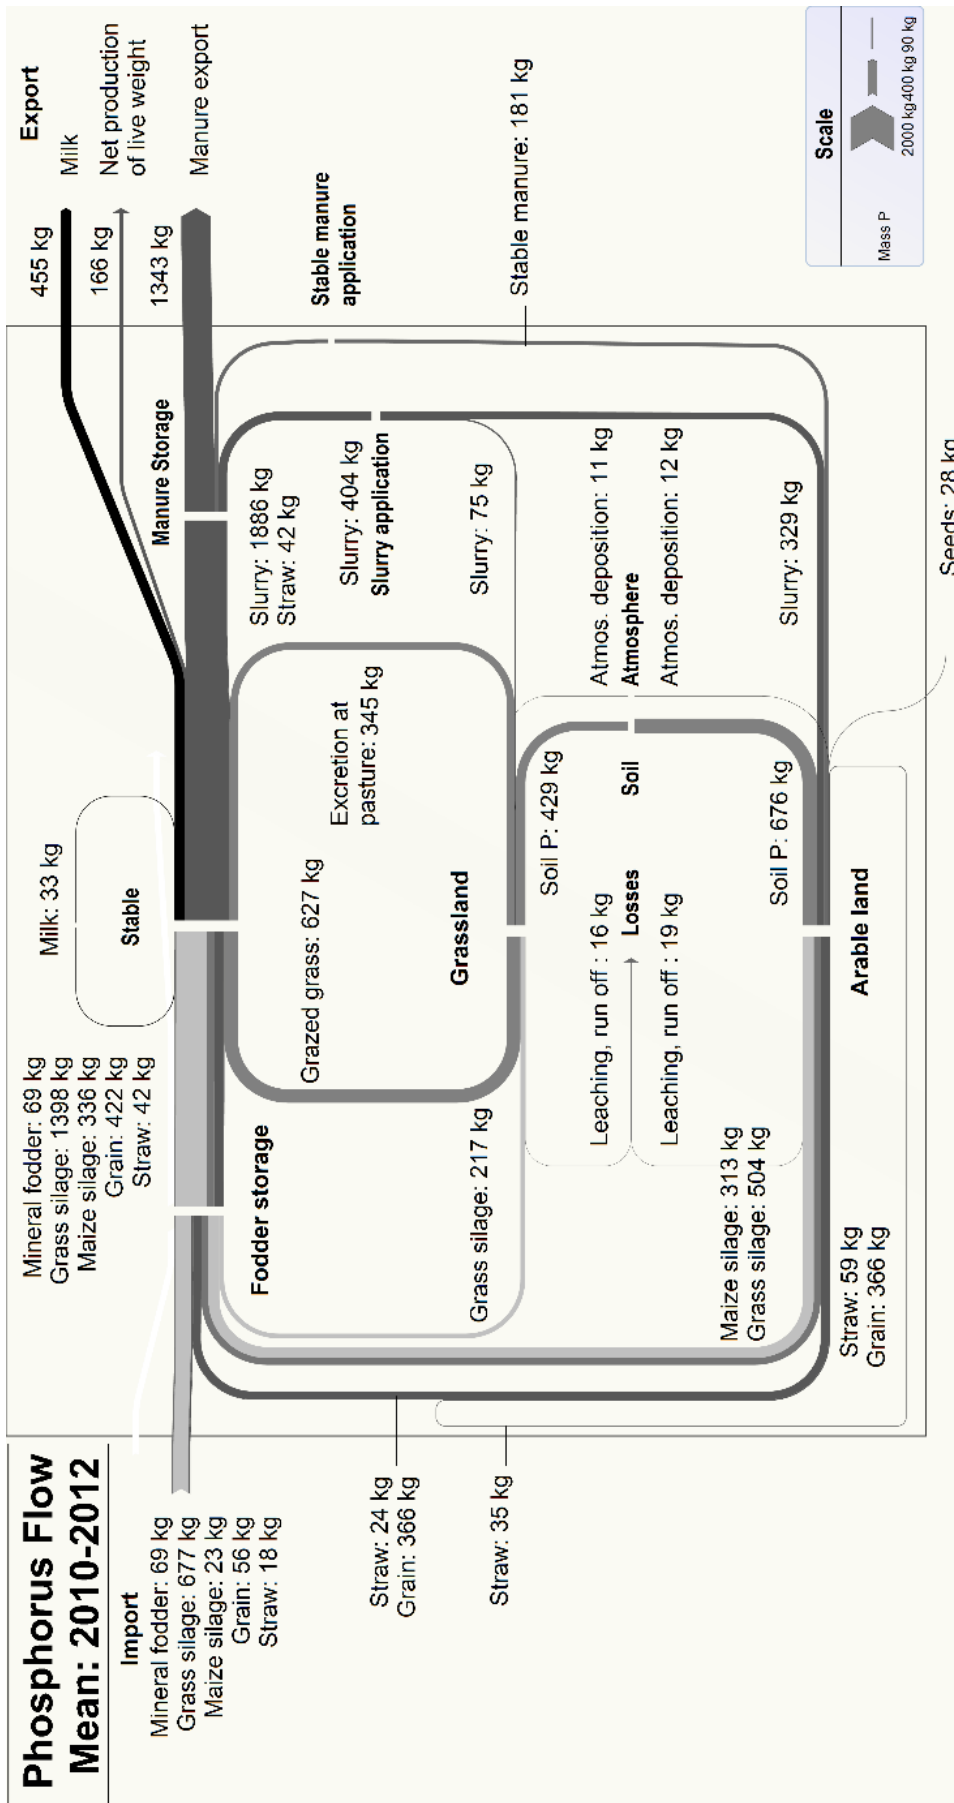 Phosphorus Flow
Mean: 2010-2012
Import
Mineral fodder: 69 kg
Grass silage: 677 kg
Maize silage: 23 kg
Grain: 56 kg
Straw: 18 kg
Straw: 24 kg
Grain: 366 kg
Straw: 35 kg
Mineral fodder: 69 kg
Grass silage: 1398 kg
Maize silage: 336 kg
Grain: 422 kg
Straw: 42 kg
Fodder storage
Milk: 33 kg
Stable
Grazed grass: 627 kg
Excretion at
pasture: 345 kg
Grassland
Grass silage: 217 kg
Soil P: 429 kg
Leaching, run off : 16 kg
Losses
Leaching, run off : 19 kg
Soil
Soil P: 676 kg
Maize silage: 313 kg
Grass silage: 504 kg
Straw: 59 kg
Grain: 366 kg
Arable land
Manure Storage
Slurry: 1886 kg
Straw: 42 kg
Slurry: 404 kg
Slurry application
Slurry: 75 kg
Atmos. deposition: 11 kg
Atmosphere
Atmos. deposition: 12 kg
Slurry: 329 kg
Seeds: 28 kg
Export
455 kg
Milk
166 kg
Net production
of live weight
1343 kg
Manure export
Stable manure
application
Stable manure: 181 kg
Scale
Mass P
2000 kg 400 kg 90 kg